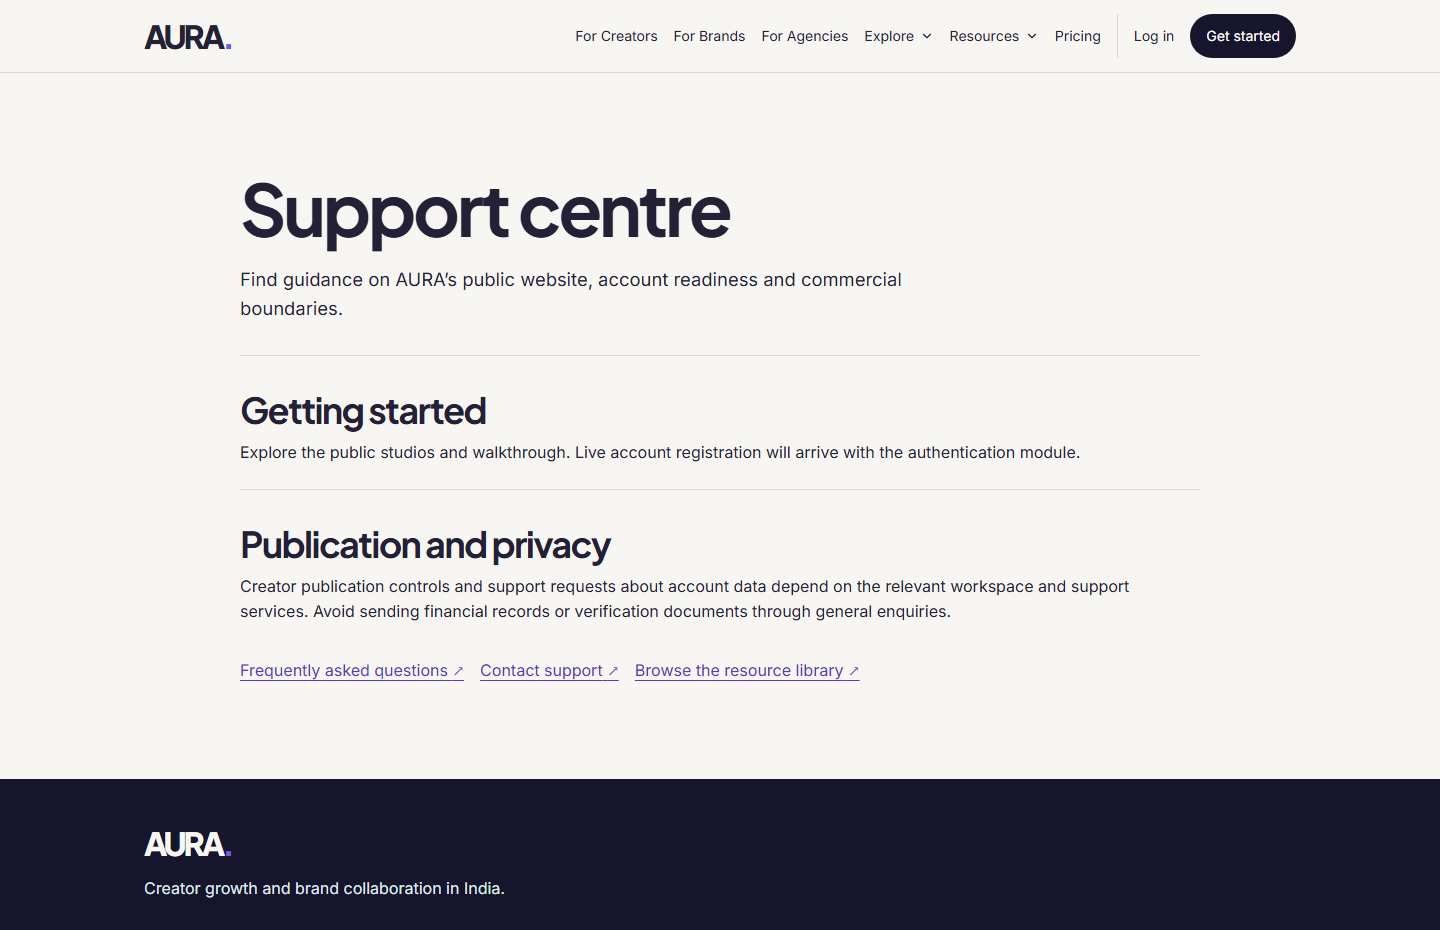 AURA.
For Creators For Brands For Agencies Explore Resources Pricing Log in Get started
Support centre
Find guidance on AURA’s public website, account readiness and commercial
boundaries.
Getting started
Explore the public studios and walkthrough. Live account registration will arrive with the authentication module.
Publication and privacy
Creator publication controls and support requests about account data depend on the relevant workspace and support
services. Avoid sending financial records or verification documents through general enquiries.
Frequently asked questions ↗ Contact support ↗ Browse the resource library ↗
AURA.
Creator growth and brand collaboration in India.